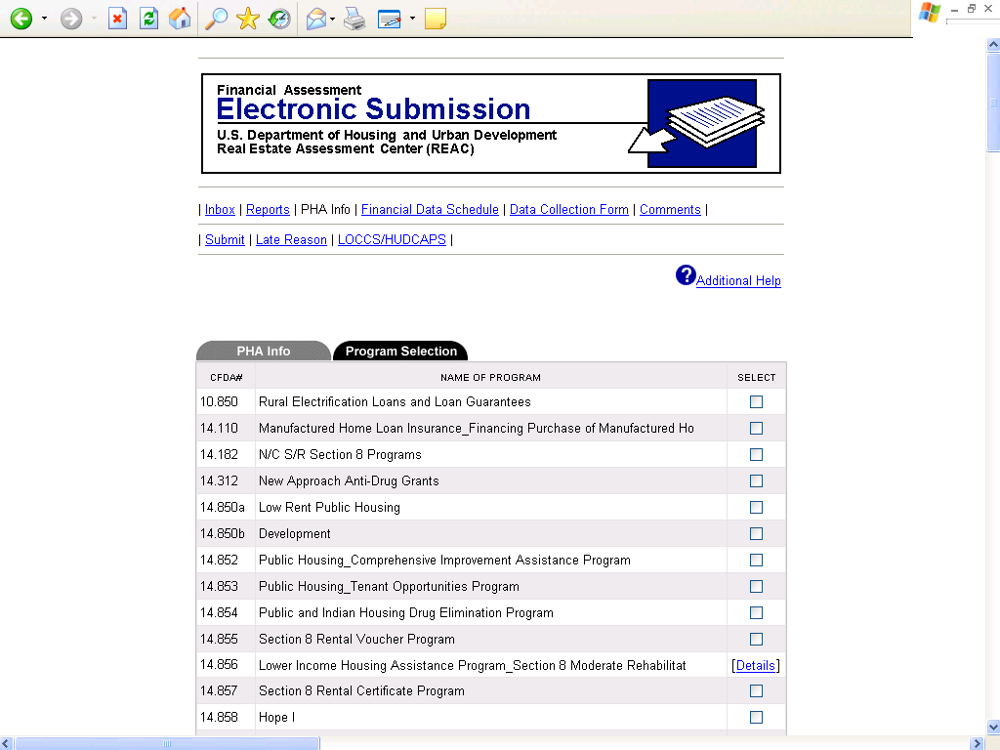 Financial Assessment
Electronic Submission
U.S. Department of Housing and Urban Development
Real Estate Assessment Center (REAC)
| Inbox | Reports | PHA Info | Financial Data Schedule | Data Collection Form | Comments |
| Submit | Late Reason | LOCCS/HUDCAPS |
? Additional Help
PHA Info Program Selection
CFDA# NAME OF PROGRAM SELECT
10.850 Rural Electrification Loans and Loan Guarantees
14.110 Manufactured Home Loan Insurance_Financing Purchase of Manufactured Ho
14.182 N/C S/R Section 8 Programs
14.312 New Approach Anti-Drug Grants
14.850a Low Rent Public Housing
14.850b Development
14.852 Public Housing_Comprehensive Improvement Assistance Program
14.853 Public Housing_Tenant Opportunities Program
14.854 Public and Indian Housing Drug Elimination Program
14.855 Section 8 Rental Voucher Program
14.856 Lower Income Housing Assistance Program_Section 8 Moderate Rehabilitat [Details]
14.857 Section 8 Rental Certificate Program
14.858 Hope I